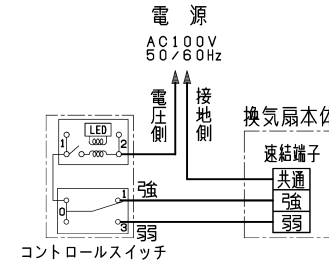 電 源
AC100V
50/60Hz
電圧側
接地側
換気扇本体
速結端子
共通
強
弱
LED
1
2
0
1
3
強
弱
コントロールスイッチ